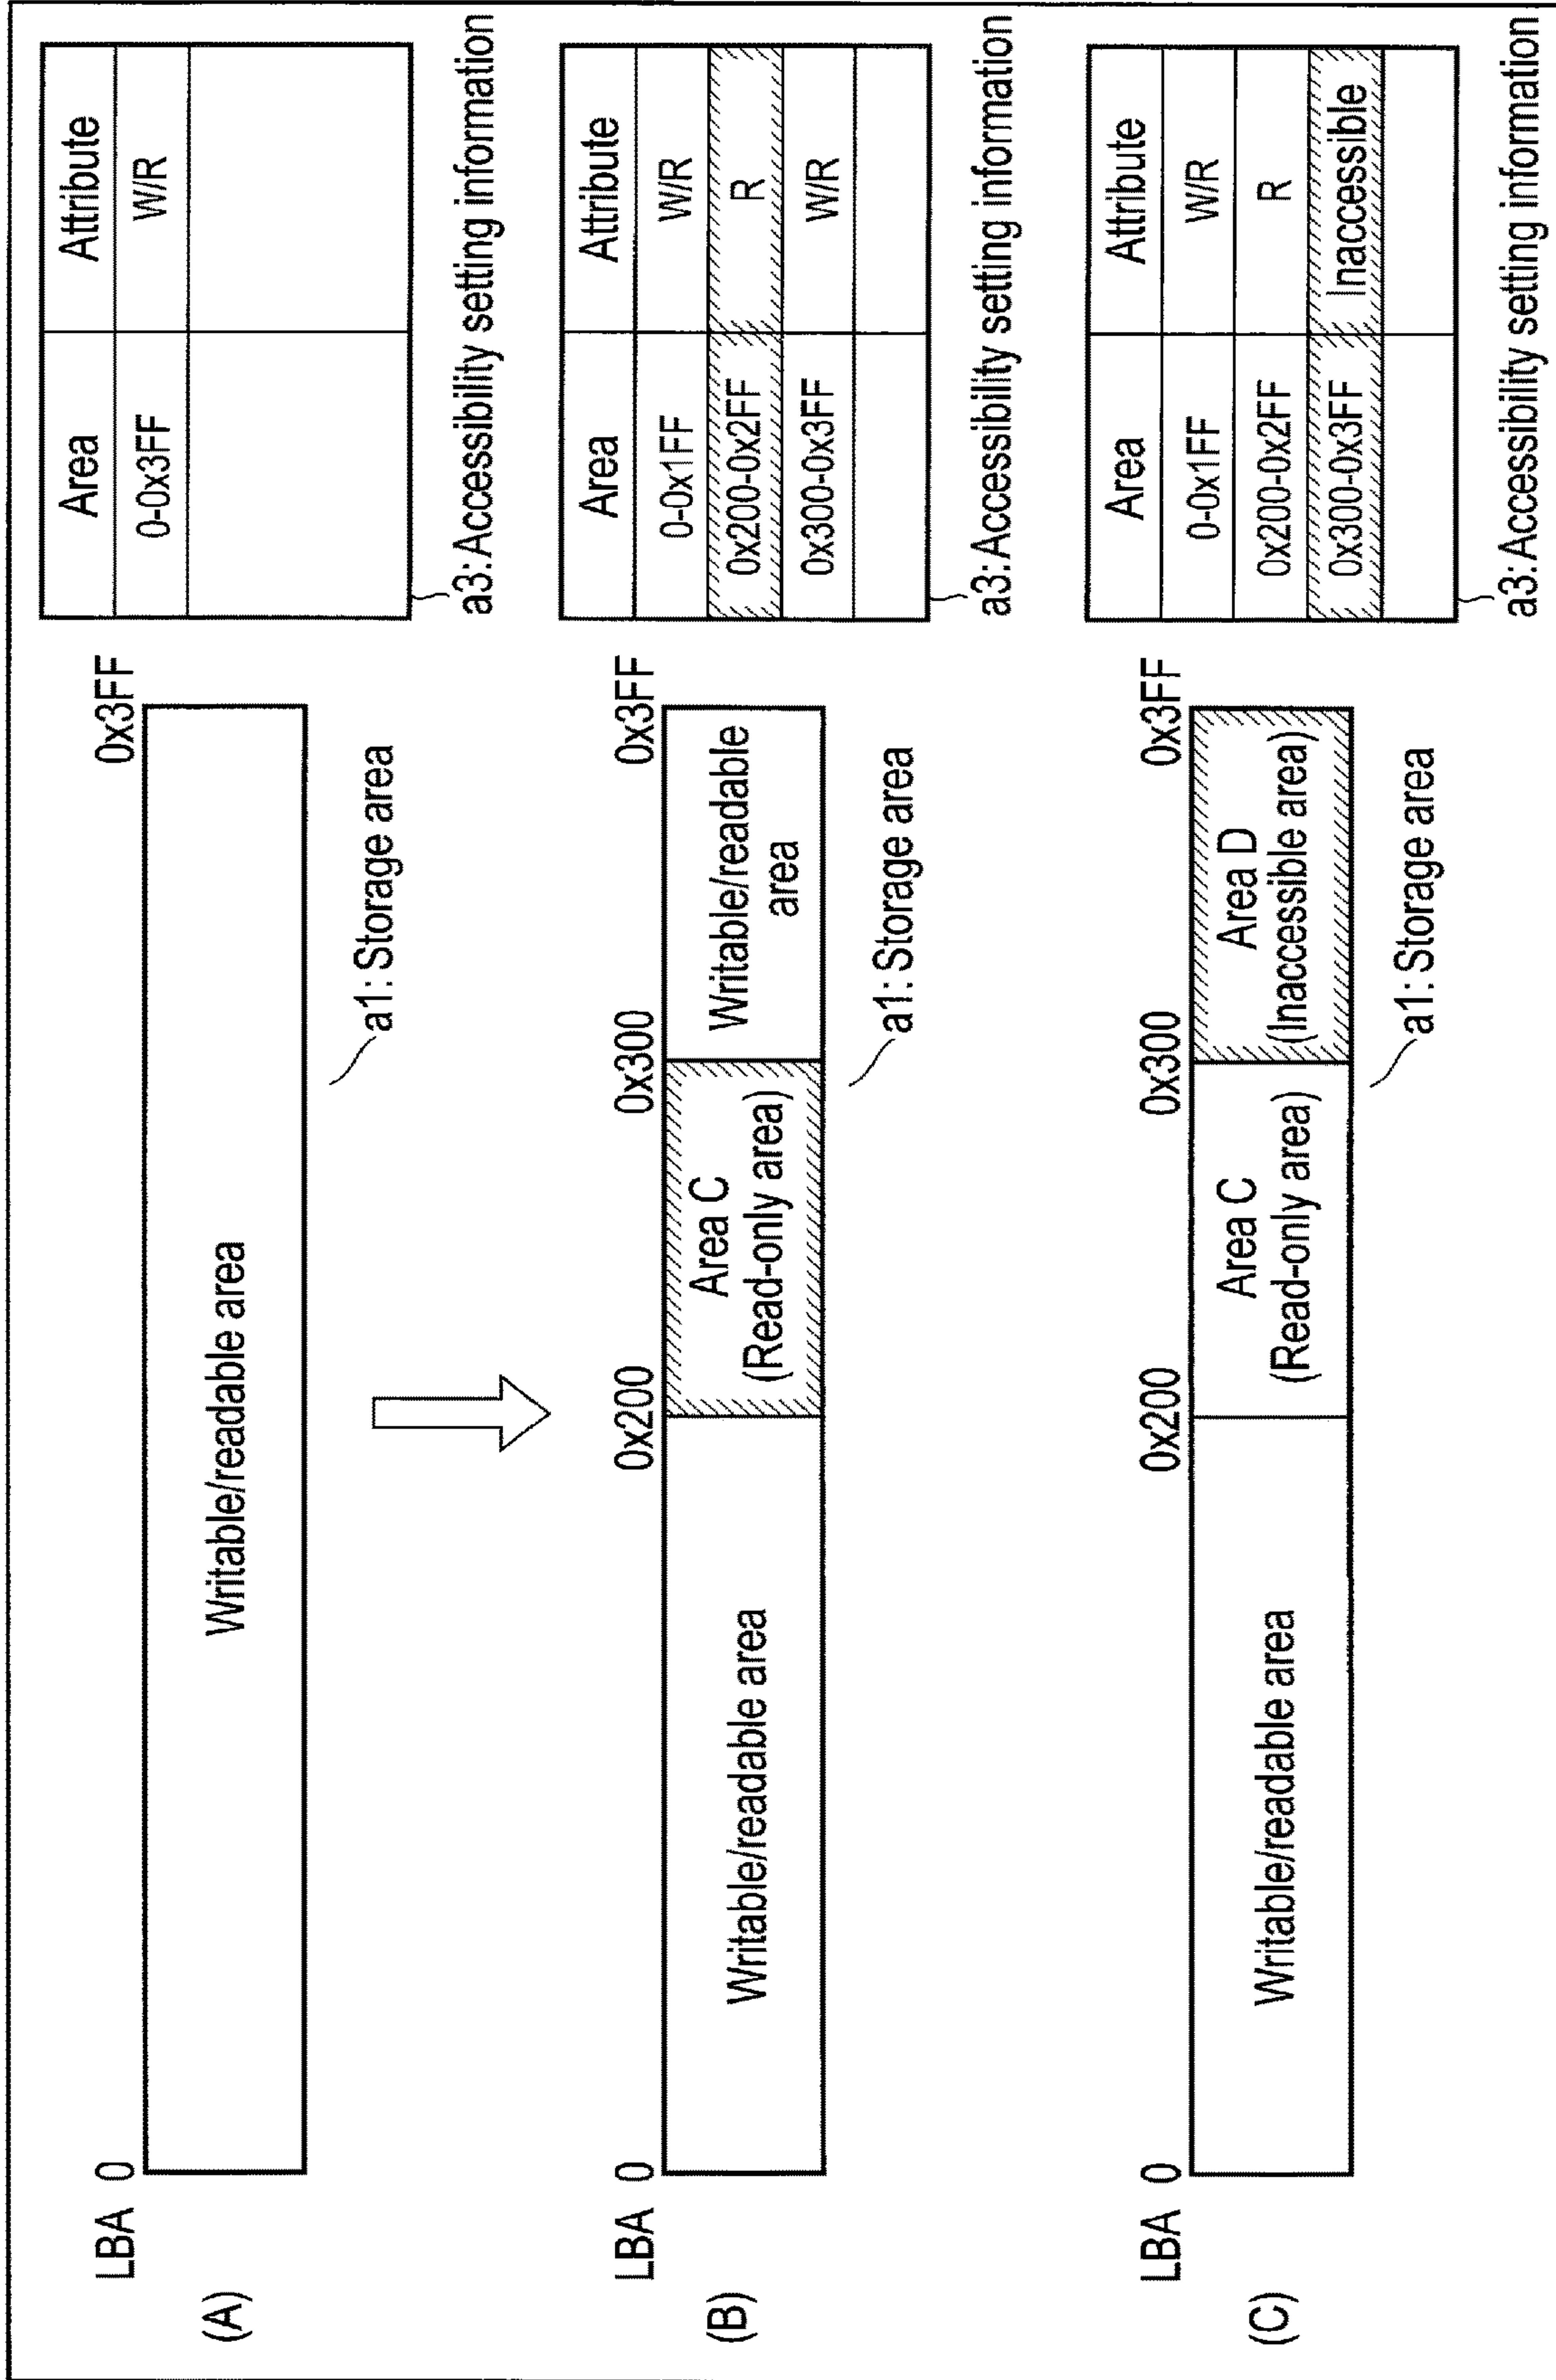 (A)
LBA 0 0x3FF
Writable/readable area
a1: Storage area
Area Attribute
0-0x3FF W/R
a3:Accessibility setting information
(B)
LBA 0 0x200 0x300 0x3FF
Writable/readable area
Area C
(Read-only area)
Writable/readable
area
a1: Storage area
Area Attribute
0-0x1FF W/R
0x200-0x2FF R
0x300-0x3FF W/R
a3:Accessibility setting information
(C)
LBA 0 0x200 0x300 0x3FF
Writable/readable area
Area C
(Read-only area)
Area D
(Inaccessible area)
a1: Storage area
Area Attribute
0-0x1FF W/R
0x200-0x2FF R
0x300-0x3FF Inaccessible
a3:Accessibility setting information